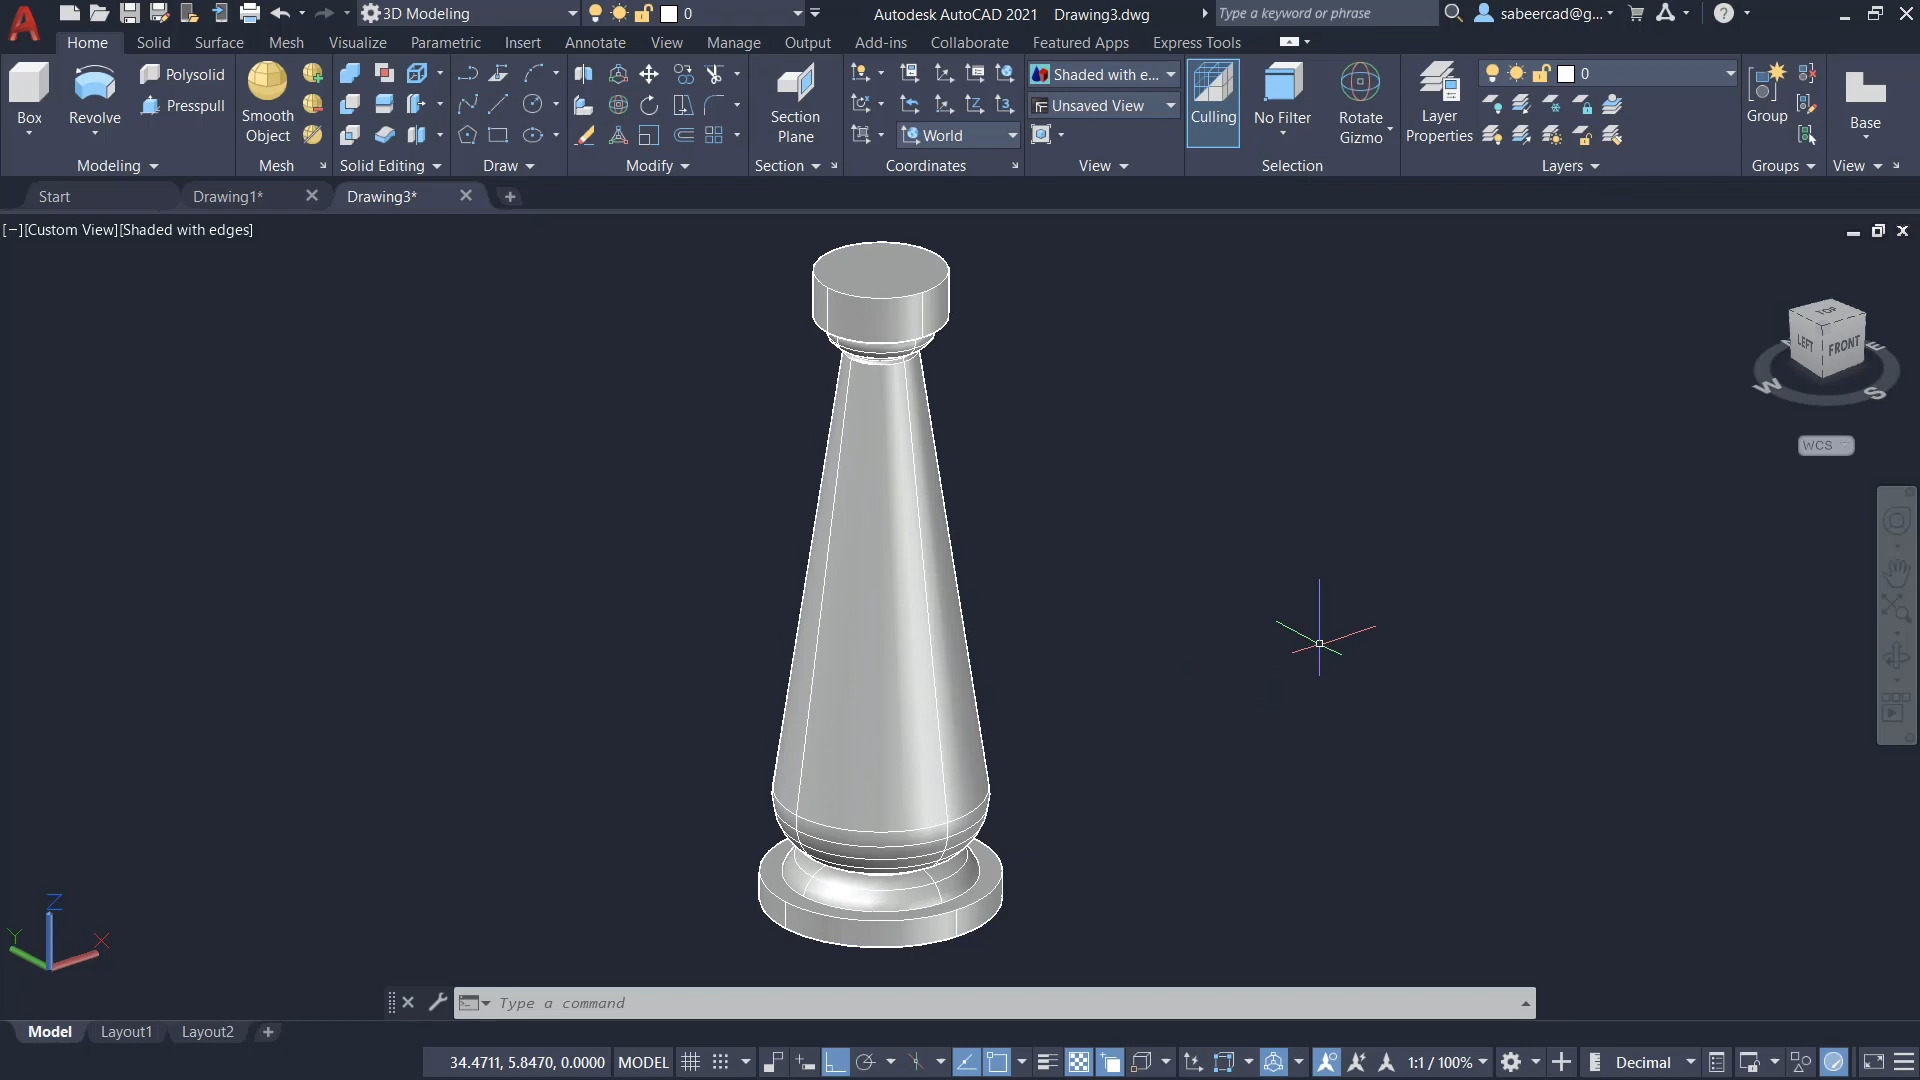 3D Modeling
0
Autodesk AutoCAD 2021 Drawing3.dwg
Type a keyword or phrase
sabeercad@g...
Home Solid Surface Mesh Visualize Parametric Insert Annotate View Manage Output Add-ins Collaborate Featured Apps Express Tools
Box
Revolve
Polysolid
Presspull
Modeling
Smooth
Object
Mesh
Solid Editing
Draw
Modify
Section
Plane
Section
World
Coordinates
Shaded with e...
Unsaved View
View
Culling
No Filter
Rotate
Gizmo
Selection
Layer
Properties
0
Layers
Group
Groups
Base
View
Start Drawing1* Drawing3*
[−][Custom View][Shaded with edges]
TOP
LEFT
FRONT
E
W
S
WCS
Z
Y
X
Type a command
Model Layout1 Layout2
34.4711, 5.8470, 0.0000 MODEL
1:1 / 100%
Decimal